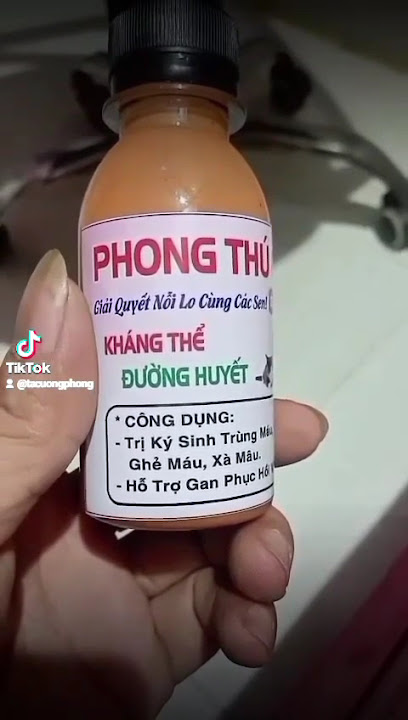 PHONG THÚ
Giải Quyết Nỗi Lo Cùng Các Sen!
KHÁNG THỂ
ĐƯỜNG HUYẾT
* CÔNG DỤNG:
- Trị Ký Sinh Trùng Máu,
Ghẻ Máu, Xà Mâu.
- Hỗ Trợ Gan Phục Hồi
TikTok
@tacuongphong